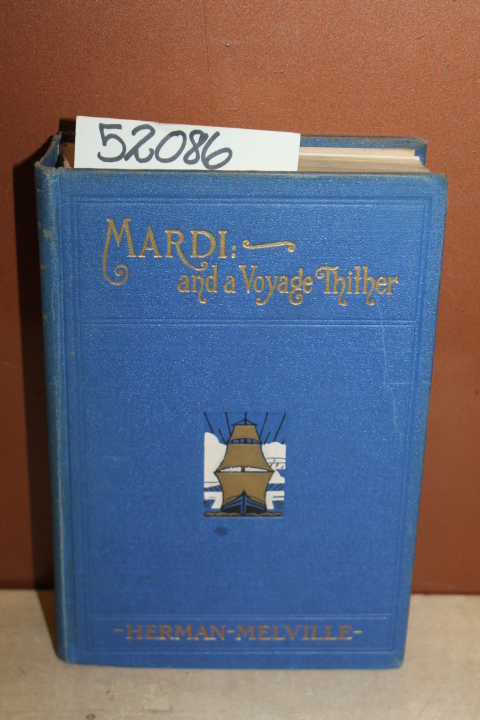 52086
MARDI:
and a Voyage Thither
-HERMAN-MELVILLE-